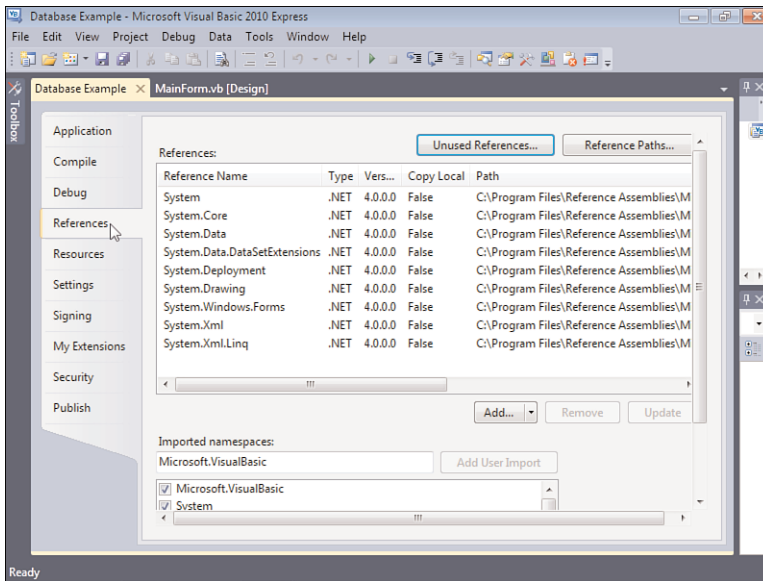 Database Example - Microsoft Visual Basic 2010 Express
File Edit View Project Debug Data Tools Window Help
Toolbox
Database Example MainForm.vb [Design]
Application
Compile
Debug
References
Resources
Settings
Signing
My Extensions
Security
Publish
References:
Unused References... Reference Paths...
Reference Name Type Vers... Copy Local Path
System .NET 4.0.0.0 False C:\Program Files\Reference Assemblies\M
System.Core .NET 4.0.0.0 False C:\Program Files\Reference Assemblies\M
System.Data .NET 4.0.0.0 False C:\Program Files\Reference Assemblies\M
System.Data.DataSetExtensions .NET 4.0.0.0 False C:\Program Files\Reference Assemblies\M
System.Deployment .NET 4.0.0.0 False C:\Program Files\Reference Assemblies\M
System.Drawing .NET 4.0.0.0 False C:\Program Files\Reference Assemblies\M
System.Windows.Forms .NET 4.0.0.0 False C:\Program Files\Reference Assemblies\M
System.Xml .NET 4.0.0.0 False C:\Program Files\Reference Assemblies\M
System.Xml.Linq .NET 4.0.0.0 False C:\Program Files\Reference Assemblies\M
Add... Remove Update
Imported namespaces:
Microsoft.VisualBasic Add User Import
Microsoft.VisualBasic
System
Ready